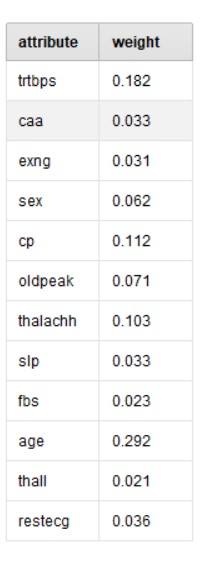 attribute weight
trtbps 0.182
caa 0.033
exng 0.031
sex 0.062
cp 0.112
oldpeak 0.071
thalachh 0.103
slp 0.033
fbs 0.023
age 0.292
thall 0.021
restecg 0.036